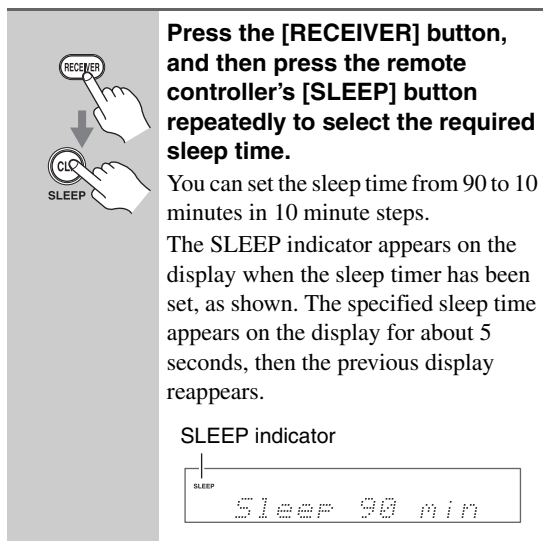 RECEIVER
CL
SLEEP
Press the [RECEIVER] button,
and then press the remote
controller's [SLEEP] button
repeatedly to select the required
sleep time.
You can set the sleep time from 90 to 10
minutes in 10 minute steps.
The SLEEP indicator appears on the
display when the sleep timer has been
set, as shown. The specified sleep time
appears on the display for about 5
seconds, then the previous display
reappears.
SLEEP indicator
SLEEP
Sleep 90 min